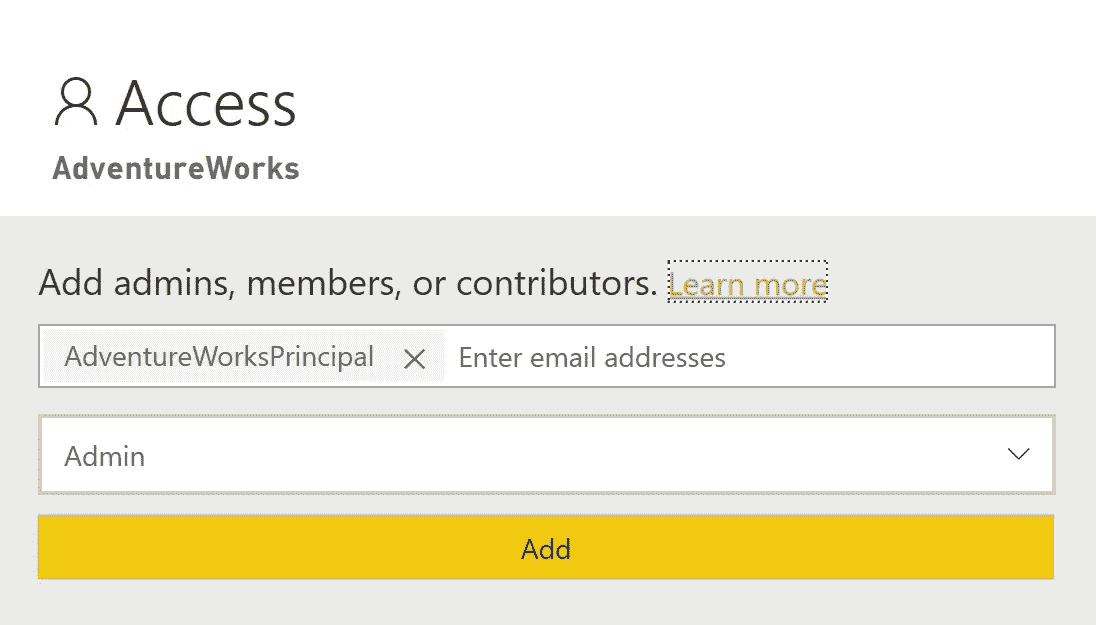 Access
AdventureWorks
Add admins, members, or contributors. Learn more
AdventureWorksPrincipal Enter email addresses
Admin
Add